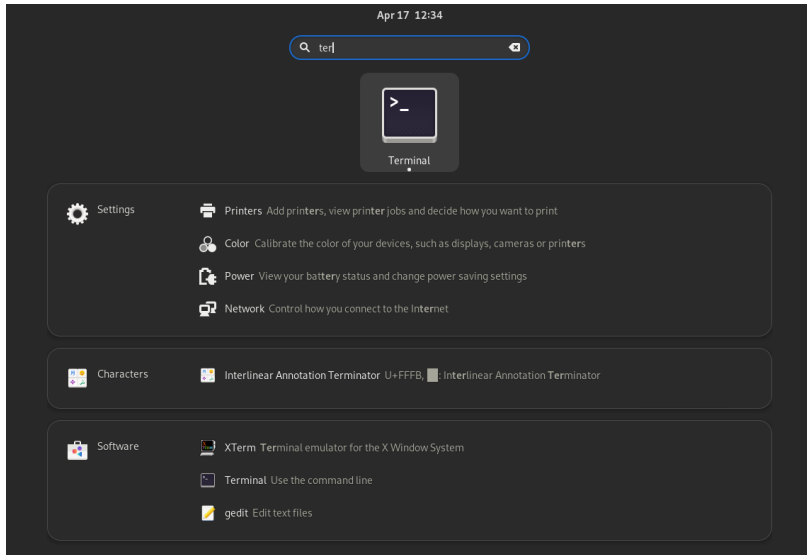 Apr 17 12:34
ter
>_
Terminal
Settings
Printers Add printers, view printer jobs and decide how you want to print
Color Calibrate the color of your devices, such as displays, cameras or printers
Power View your battery status and change power saving settings
Network Control how you connect to the Internet
Characters
Interlinear Annotation Terminator U+FFFB, : Interlinear Annotation Terminator
Software
XTerm Terminal emulator for the X Window System
Terminal Use the command line
gedit Edit text files